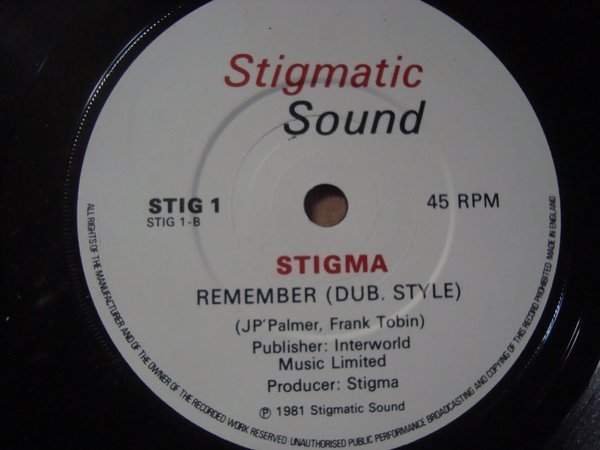 Stigmatic
Sound
STIG 1
STIG 1-B
45 RPM
STIGMA
REMEMBER (DUB. STYLE)
(JP'Palmer, Frank Tobin)
Publisher: Interworld
Music Limited
Producer: Stigma
℗ 1981 Stigmatic Sound
ALL RIGHTS OF THE MANUFACTURER AND OF THE OWNER OF THE RECORDED WORK RESERVED UNAUTHORISED PUBLIC PERFORMANCE BROADCASTING AND COPYING OF THIS RECORD PROHIBITED MADE IN ENGLAND